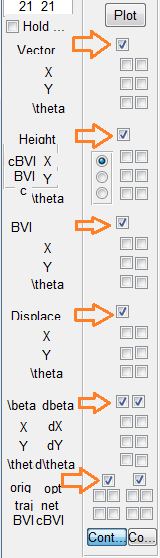 21 21
Plot
Hold ...
Vector
X
Y
\theta
Height
cBVI X
BVI Y
c \theta
BVI
X
Y
\theta
Displace
X
Y
\theta
\beta dbeta
X dX
Y dY
\thet d\theta
orig opt
traj net
BVI cBVI
Cont... Co...